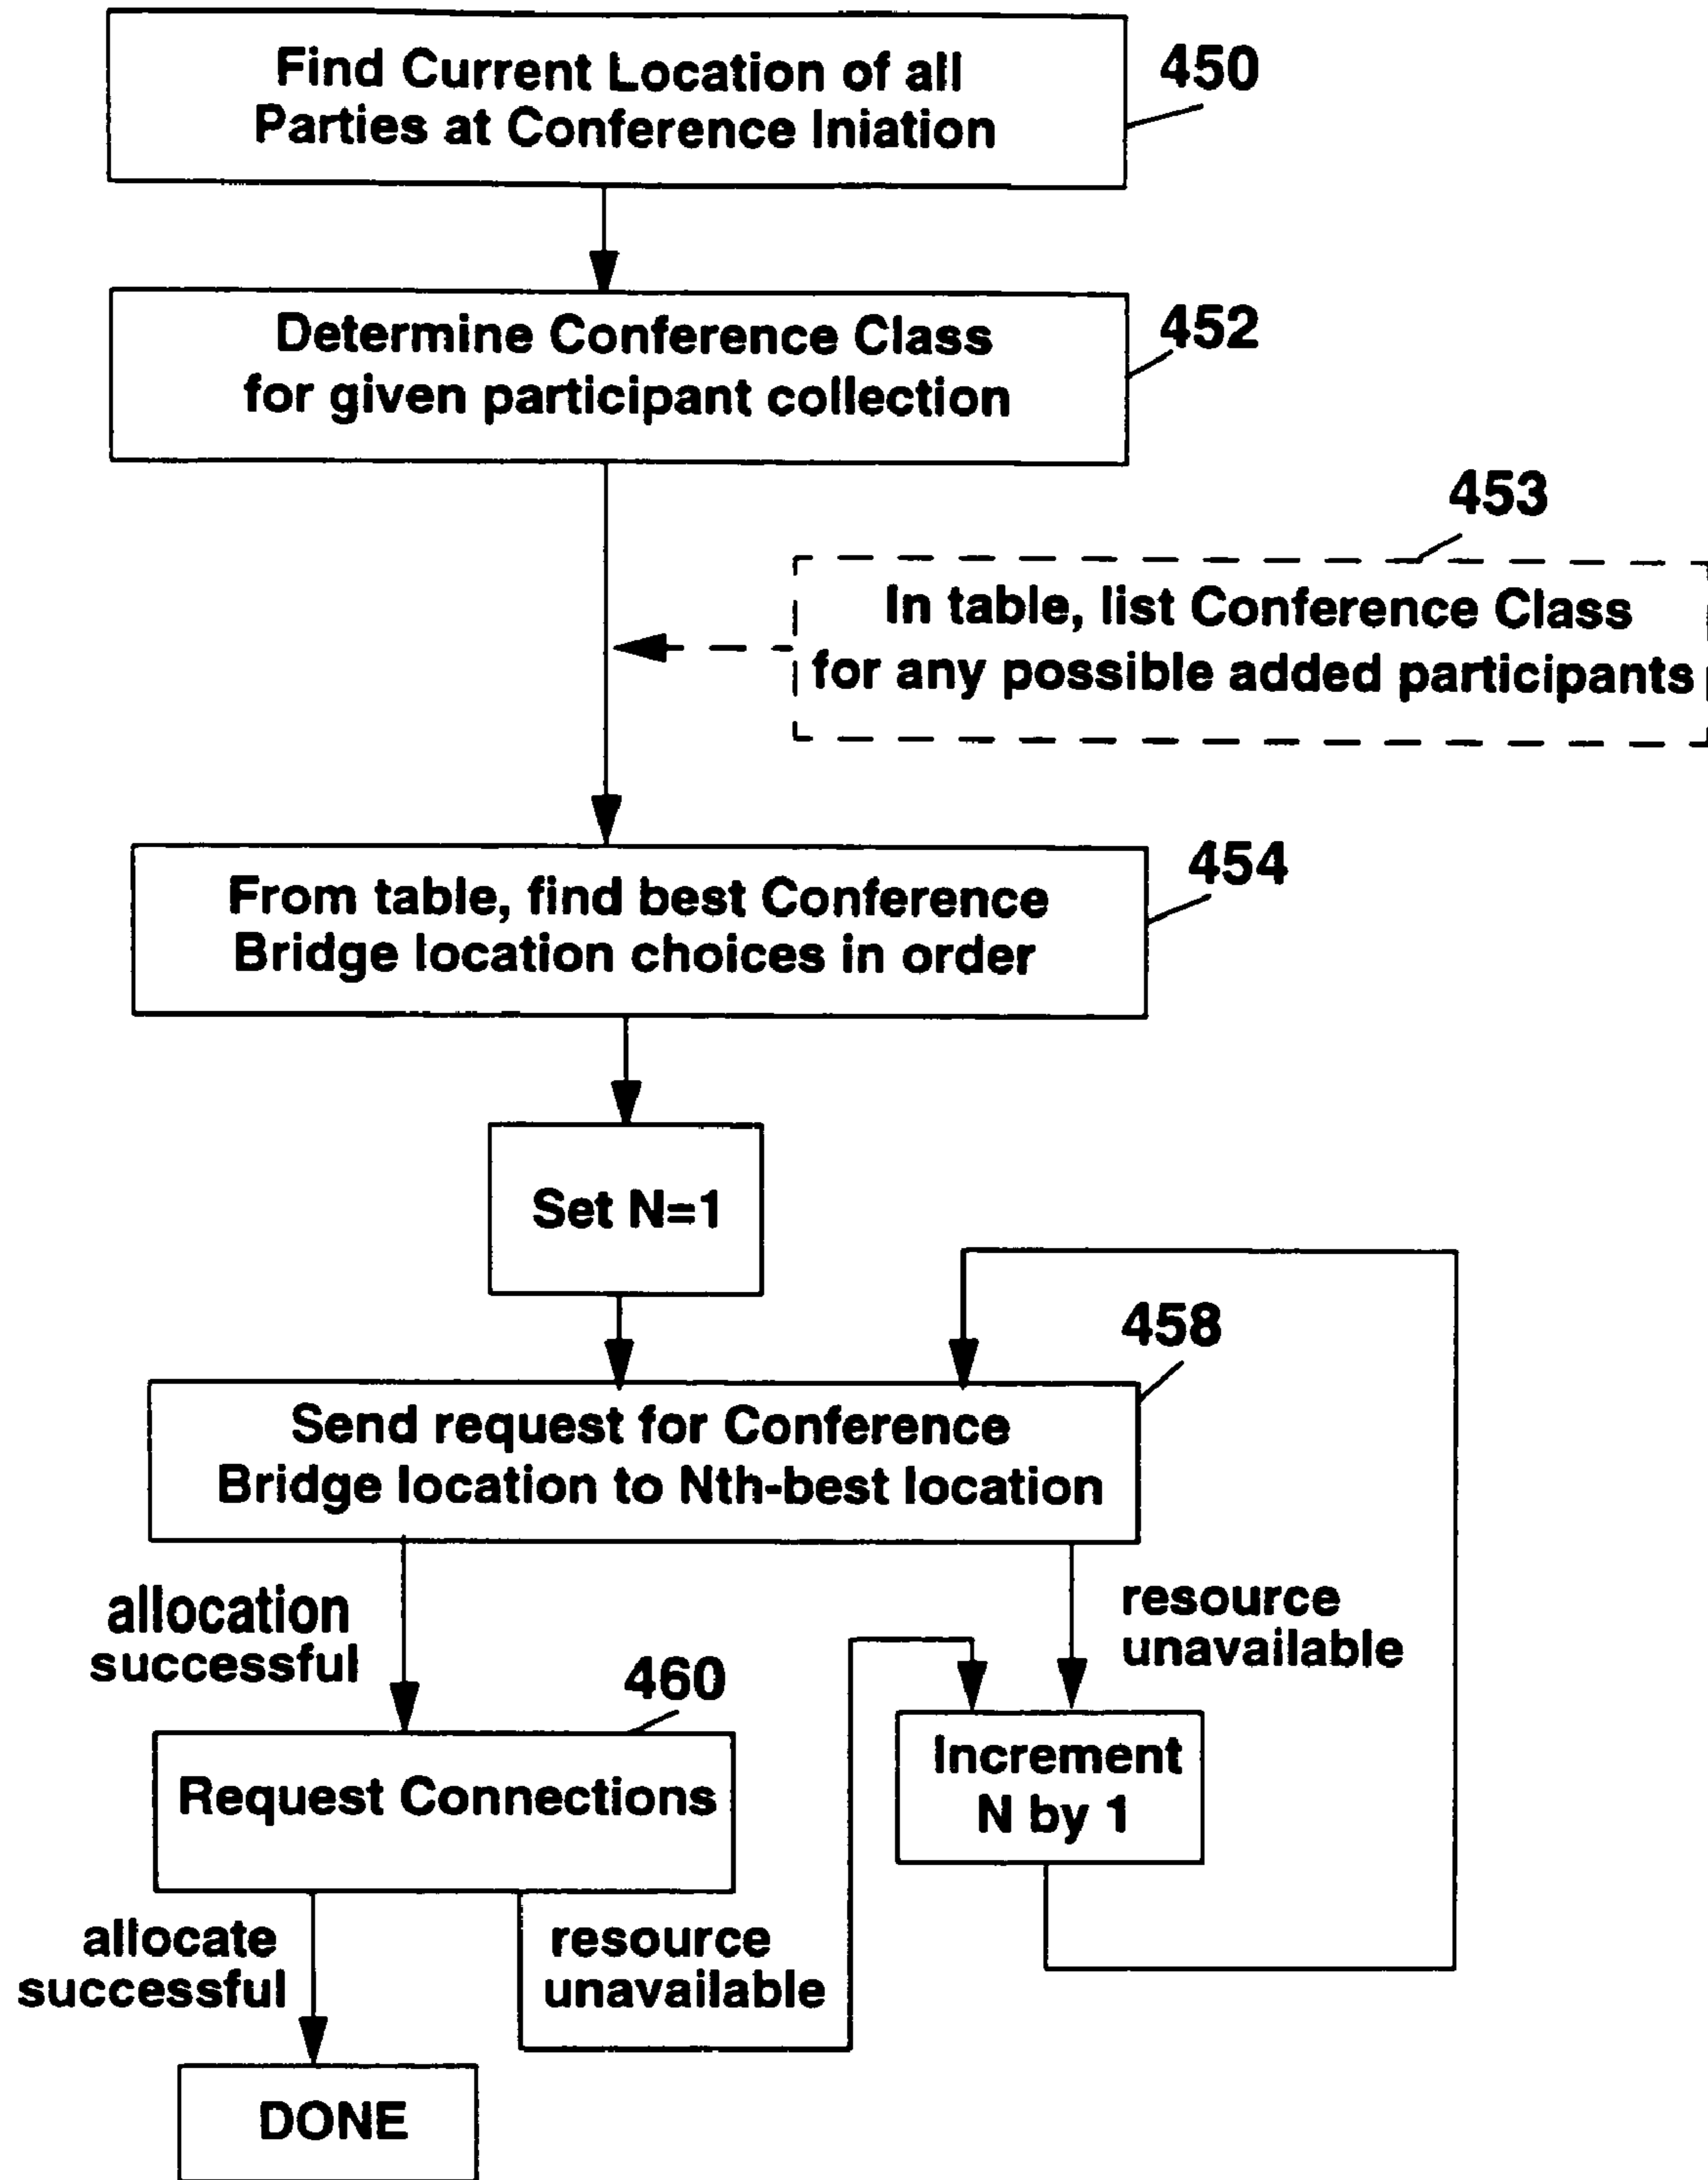 Find Current Location of all
Parties at Conference Iniation
450
Determine Conference Class
for given participant collection
452
453
In table, list Conference Class
for any possible added participants
454
From table, find best Conference
Bridge location choices in order
Set N=1
458
Send request for Conference
Bridge location to Nth-best location
allocation
successful
resource
unavailable
460
Request Connections
Increment
N by 1
allocate
successful
resource
unavailable
DONE